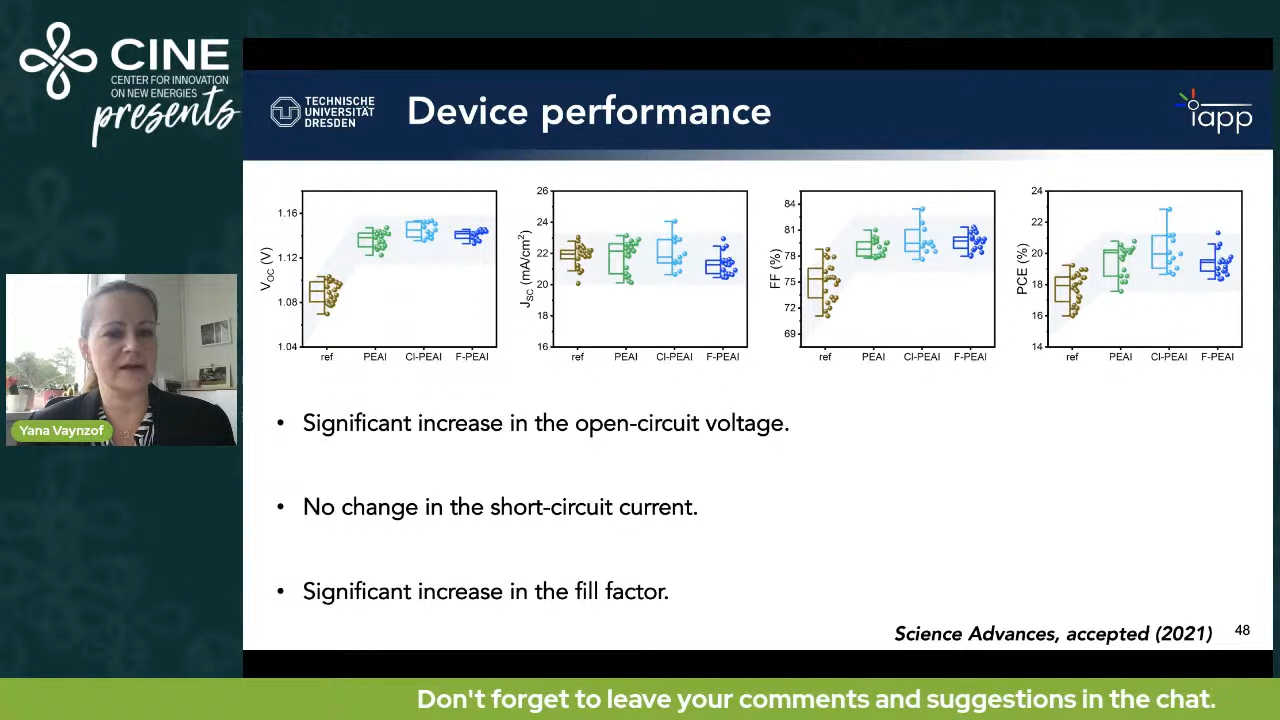 CINE
CENTER FOR INNOVATION
ON NEW ENERGIES
presents
TECHNISCHE
UNIVERSITÄT
DRESDEN
Device performance
iapp
1.16
1.12
1.08
1.04
VOC (V)
ref PEAI Cl-PEAI F-PEAI
26
24
22
20
18
16
JSC (mA/cm²)
ref PEAI Cl-PEAI F-PEAI
84
81
78
75
72
69
FF (%)
ref PEAI Cl-PEAI F-PEAI
24
22
20
18
16
14
PCE (%)
ref PEAI Cl-PEAI F-PEAI
Yana Vaynzof
• Significant increase in the open-circuit voltage.
• No change in the short-circuit current.
• Significant increase in the fill factor.
Science Advances, accepted (2021)
48
Don't forget to leave your comments and suggestions in the chat.